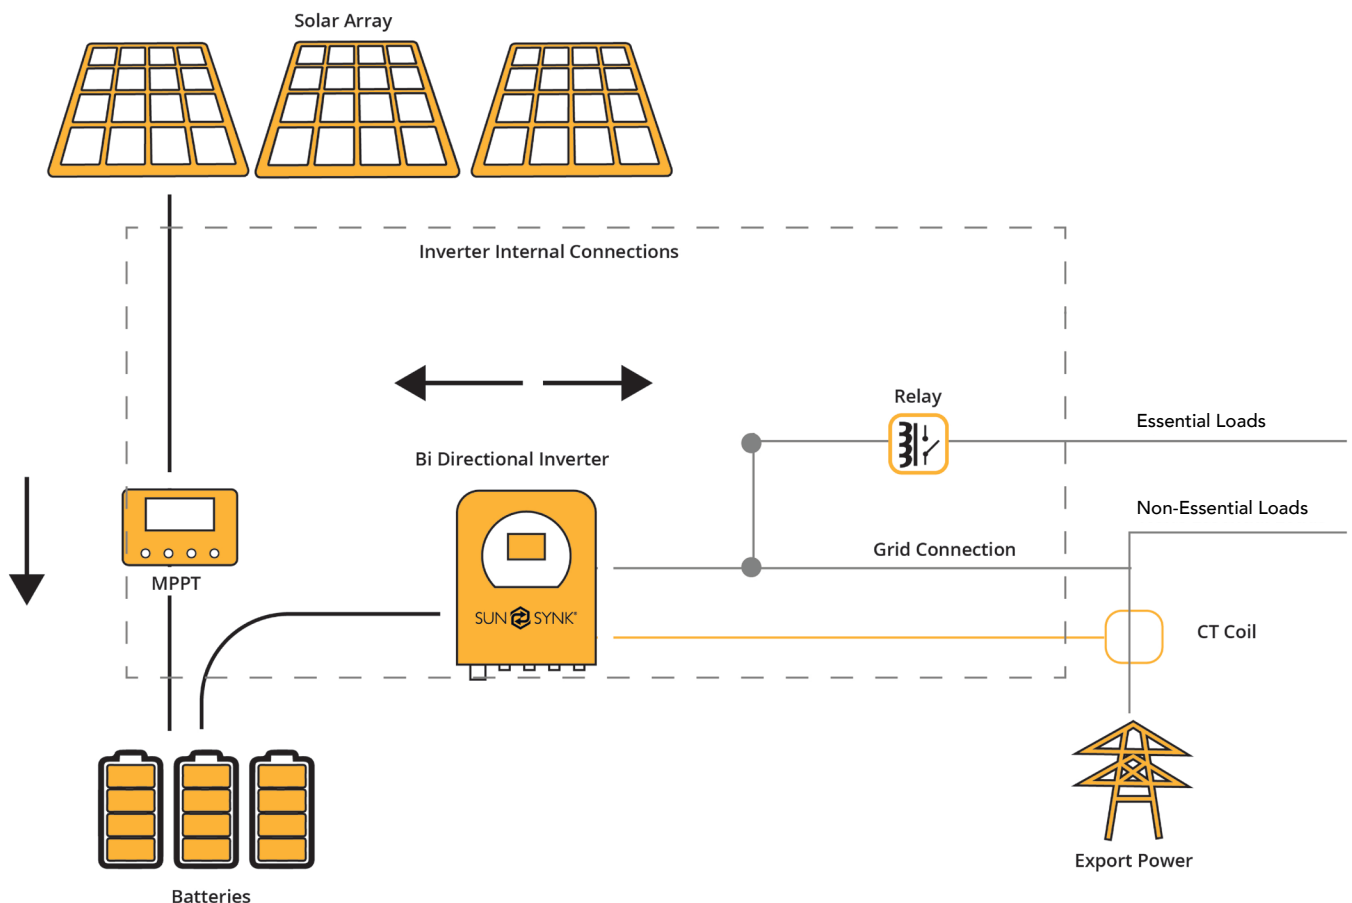 Solar Array
Inverter Internal Connections
Relay
Essential Loads
Bi Directional Inverter
Non-Essential Loads
Grid Connection
MPPT
SUN SYNK®
CT Coil
Export Power
Batteries